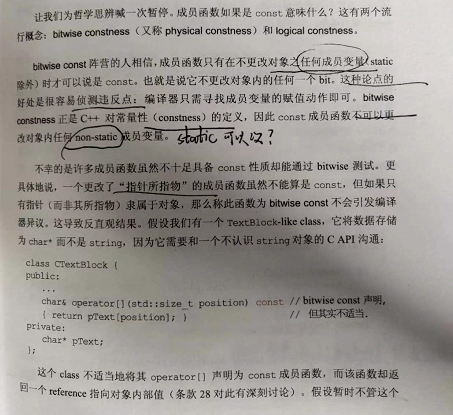 让我们为哲学思辨喊一次暂停。成员函数如果是 const 意味什么？这有两个流
行概念：bitwise constness（又称 physical constness）和 logical constness。
bitwise const 阵营的人相信，成员函数只有在不更改对象之任何成员变量（static
除外）时才可以说是 const。也就是说它不更改对象内的任何一个 bit。这种论点的
好处是很容易侦测违反点：编译器只需寻找成员变量的赋值动作即可。bitwise
constness 正是 C++ 对常量性（constness）的定义，因此 const 成员函数不可以更
改对象内任何 non-static 成员变量。 static 可以改？
不幸的是许多成员函数虽然不十足具备 const 性质却能通过 bitwise 测试。更
具体地说，一个更改了“指针所指物”的成员函数虽然不能算是 const，但如果只
有指针（而非其所指物）隶属于对象，那么称此函数为 bitwise const 不会引发编译
器异议。这导致反直观结果。假设我们有一个 TextBlock-like class，它将数据存储
为 char* 而不是 string，因为它需要和一个不认识 string 对象的 C API 沟通：
class CTextBlock {
public:
...
char& operator[](std::size_t position) const // bitwise const 声明，
{ return pText[position]; } // 但其实不适当.
private:
char* pText;
};
这个 class 不适当地将其 operator[] 声明为 const 成员函数，而该函数却返
回一个 reference 指向对象内部值（条款 28 对此有深刻讨论）。假设暂时不管这个